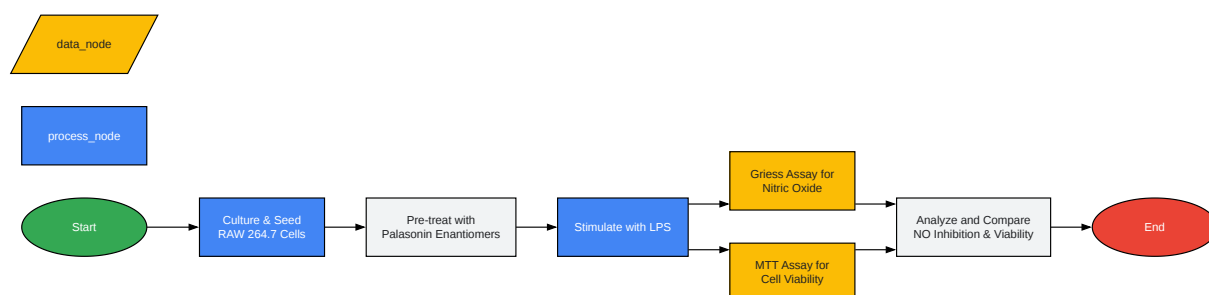 data_node
process_node
Start
Culture & Seed
RAW 264.7 Cells
Pre-treat with
Palasonin Enantiomers
Stimulate with LPS
Griess Assay for
Nitric Oxide
MTT Assay for
Cell Viability
Analyze and Compare
NO Inhibition & Viability
End